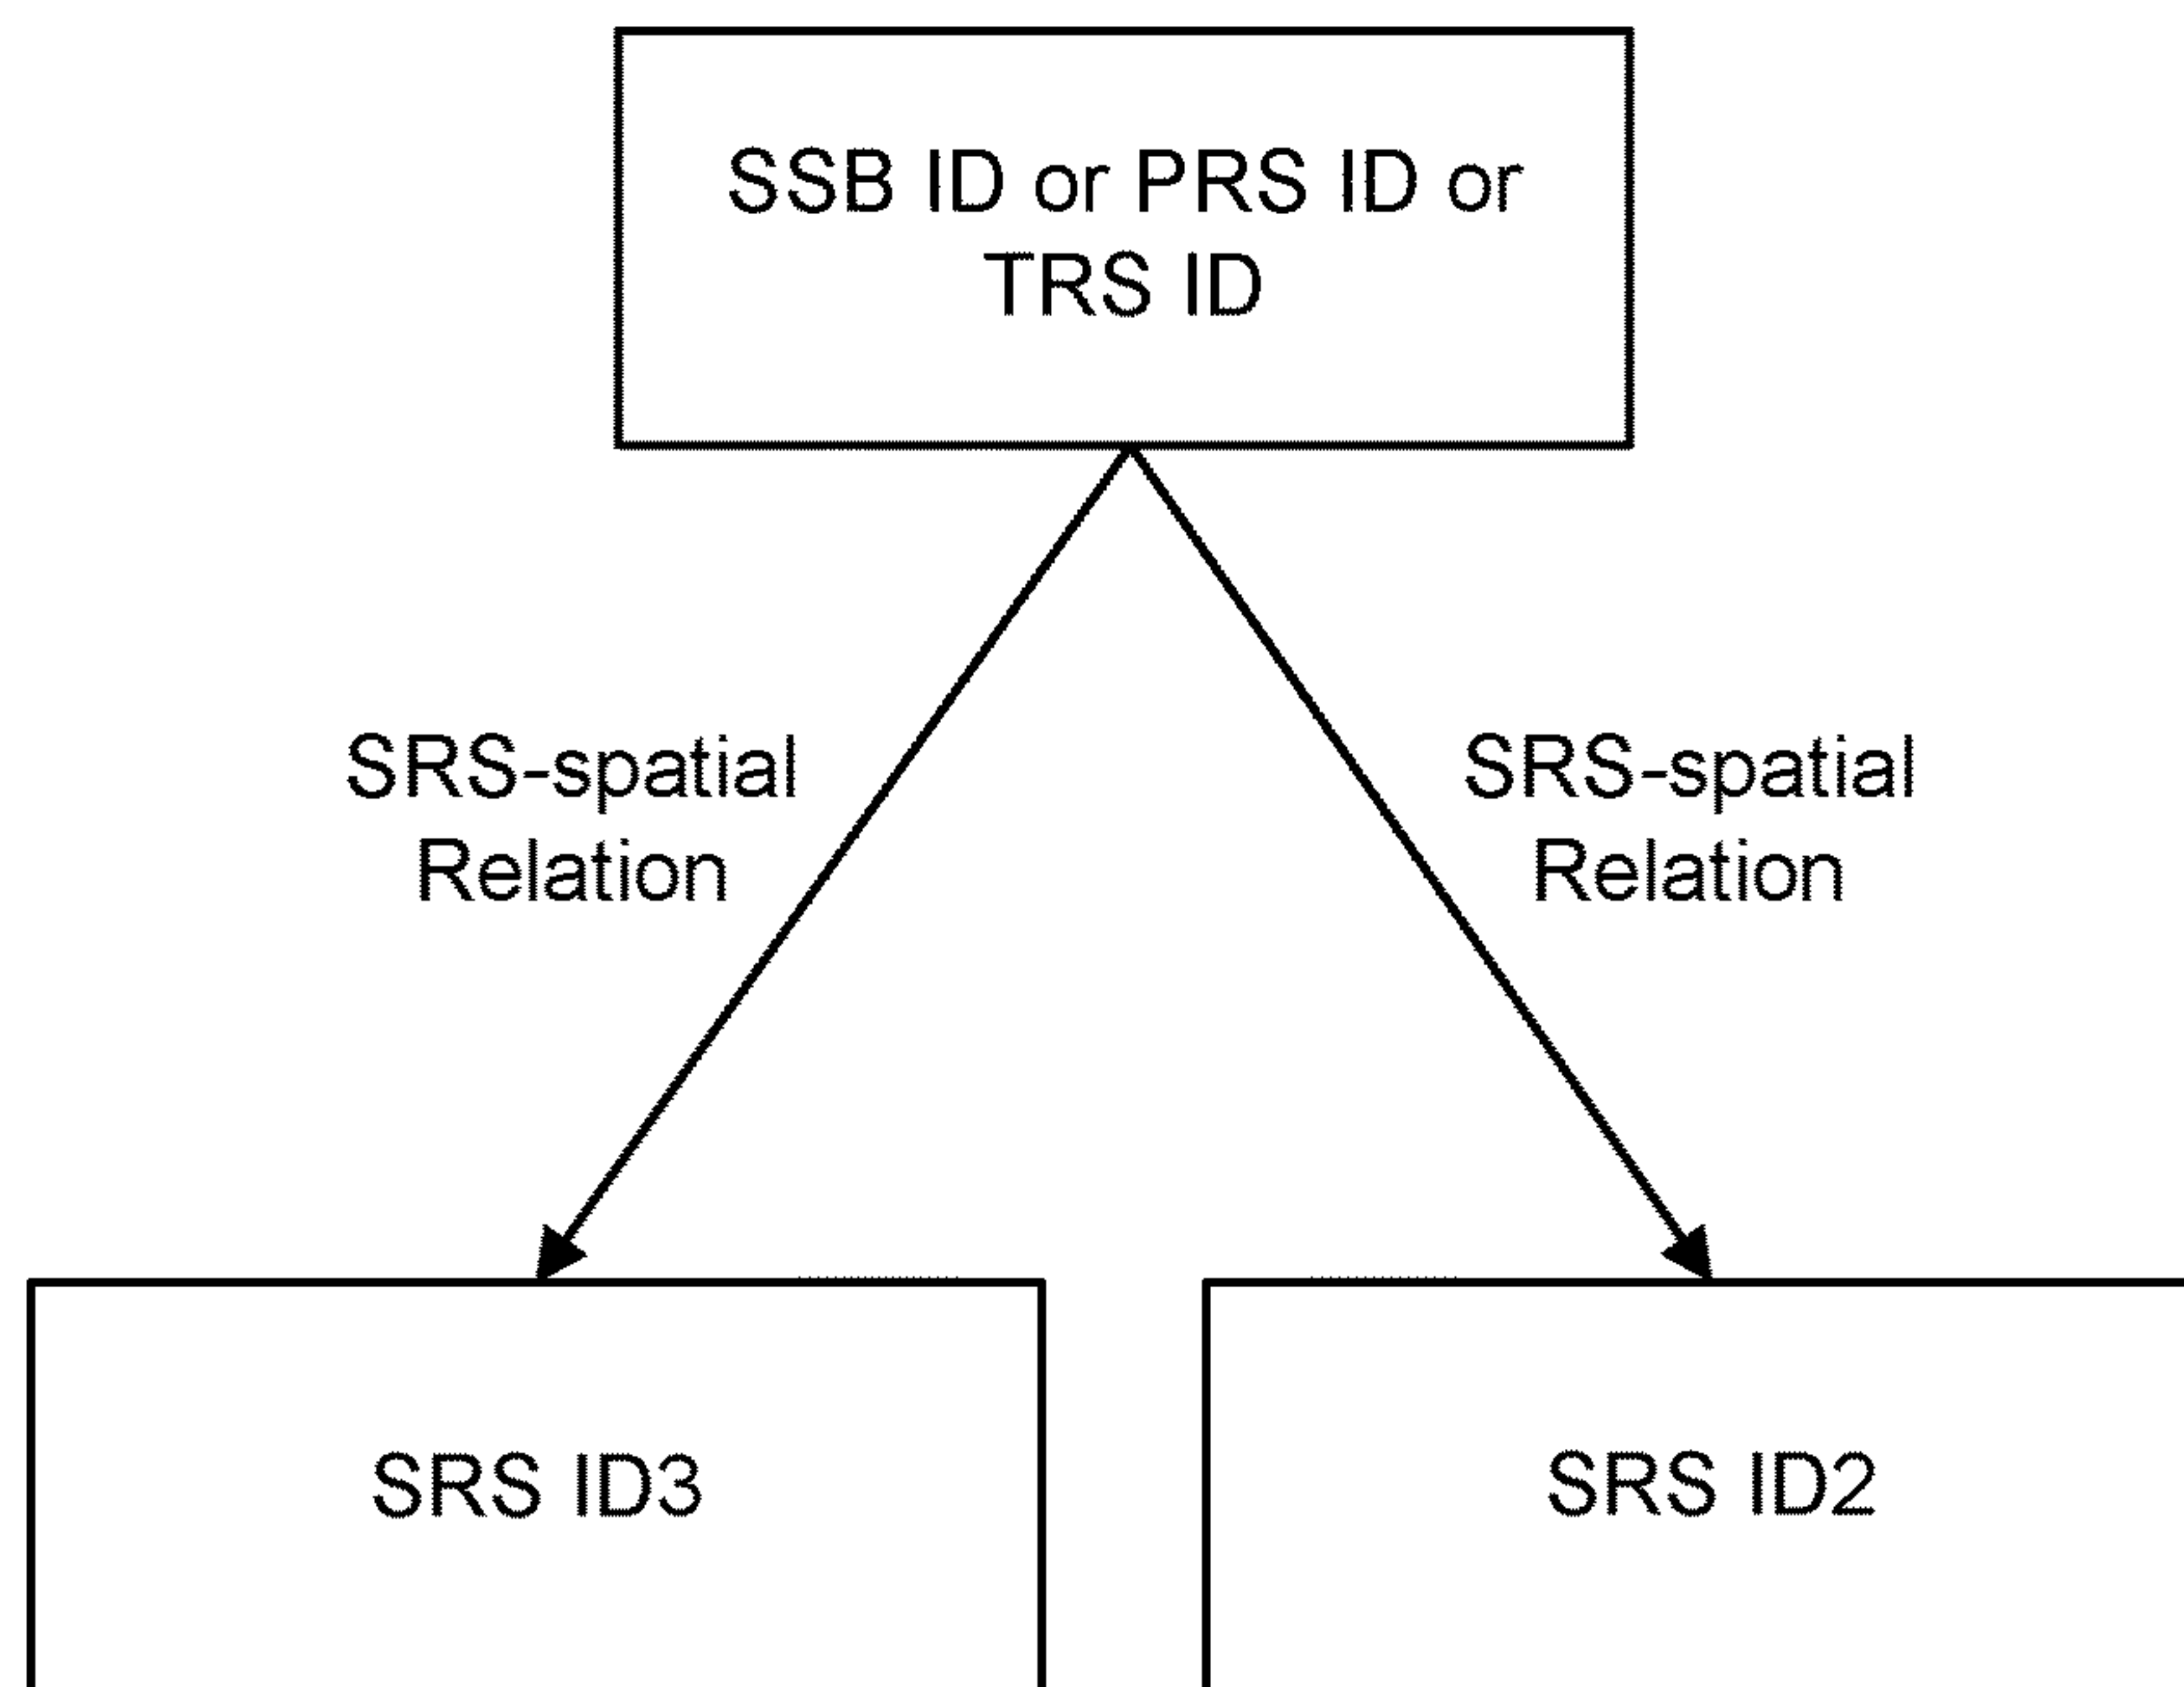 SSB ID or PRS ID or
TRS ID
SRS-spatial
Relation
SRS-spatial
Relation
SRS ID3
SRS ID2